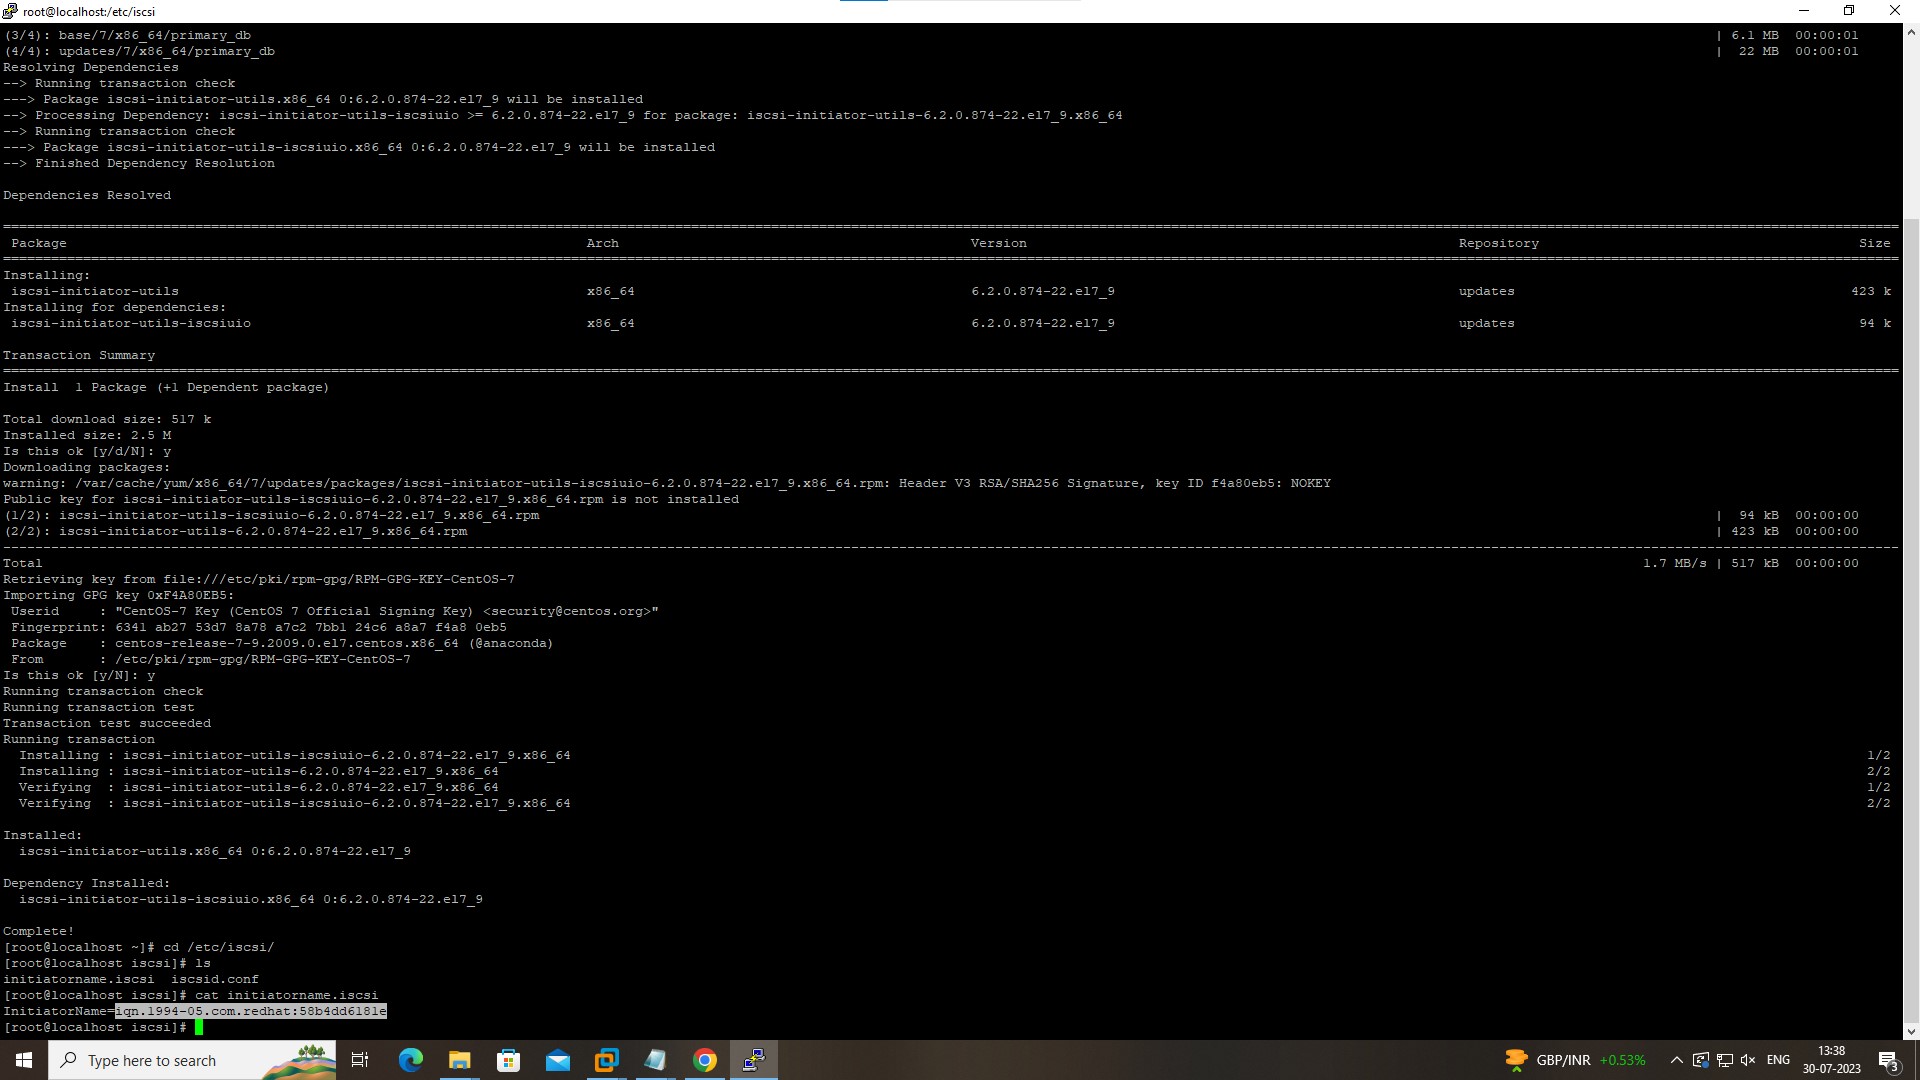 root@localhost:/etc/iscsi
(3/4): base/7/x86_64/primary_db | 6.1 MB 00:00:01
(4/4): updates/7/x86_64/primary_db | 22 MB 00:00:01
Resolving Dependencies
--> Running transaction check
---> Package iscsi-initiator-utils.x86_64 0:6.2.0.874-22.el7_9 will be installed
--> Processing Dependency: iscsi-initiator-utils-iscsiuio >= 6.2.0.874-22.el7_9 for package: iscsi-initiator-utils-6.2.0.874-22.el7_9.x86_64
--> Running transaction check
---> Package iscsi-initiator-utils-iscsiuio.x86_64 0:6.2.0.874-22.el7_9 will be installed
--> Finished Dependency Resolution
Dependencies Resolved
Package Arch Version Repository Size
Installing:
iscsi-initiator-utils x86_64 6.2.0.874-22.el7_9 updates 423 k
Installing for dependencies:
iscsi-initiator-utils-iscsiuio x86_64 6.2.0.874-22.el7_9 updates 94 k
Transaction Summary
Install 1 Package (+1 Dependent package)
Total download size: 517 k
Installed size: 2.5 M
Is this ok [y/d/N]: y
Downloading packages:
warning: /var/cache/yum/x86_64/7/updates/packages/iscsi-initiator-utils-iscsiuio-6.2.0.874-22.el7_9.x86_64.rpm: Header V3 RSA/SHA256 Signature, key ID f4a80eb5: NOKEY
Public key for iscsi-initiator-utils-iscsiuio-6.2.0.874-22.el7_9.x86_64.rpm is not installed
(1/2): iscsi-initiator-utils-iscsiuio-6.2.0.874-22.el7_9.x86_64.rpm | 94 kB 00:00:00
(2/2): iscsi-initiator-utils-6.2.0.874-22.el7_9.x86_64.rpm | 423 kB 00:00:00
Total 1.7 MB/s | 517 kB 00:00:00
Retrieving key from file:///etc/pki/rpm-gpg/RPM-GPG-KEY-CentOS-7
Importing GPG key 0xF4A80EB5:
Userid : "CentOS-7 Key (CentOS 7 Official Signing Key) <security@centos.org>"
Fingerprint: 6341 ab27 53d7 8a78 a7c2 7bb1 24c6 a8a7 f4a8 0eb5
Package : centos-release-7-9.2009.0.el7.centos.x86_64 (@anaconda)
From : /etc/pki/rpm-gpg/RPM-GPG-KEY-CentOS-7
Is this ok [y/N]: y
Running transaction check
Running transaction test
Transaction test succeeded
Running transaction
Installing : iscsi-initiator-utils-iscsiuio-6.2.0.874-22.el7_9.x86_64 1/2
Installing : iscsi-initiator-utils-6.2.0.874-22.el7_9.x86_64 2/2
Verifying : iscsi-initiator-utils-6.2.0.874-22.el7_9.x86_64 1/2
Verifying : iscsi-initiator-utils-iscsiuio-6.2.0.874-22.el7_9.x86_64 2/2
Installed:
iscsi-initiator-utils.x86_64 0:6.2.0.874-22.el7_9
Dependency Installed:
iscsi-initiator-utils-iscsiuio.x86_64 0:6.2.0.874-22.el7_9
Complete!
[root@localhost ~]# cd /etc/iscsi/
[root@localhost iscsi]# ls
initiatorname.iscsi iscsid.conf
[root@localhost iscsi]# cat initiatorname.iscsi
InitiatorName=iqn.1994-05.com.redhat:58b4dd6181e
[root@localhost iscsi]#
Type here to search
GBP/INR +0.53%
ENG
13:38
30-07-2023
3